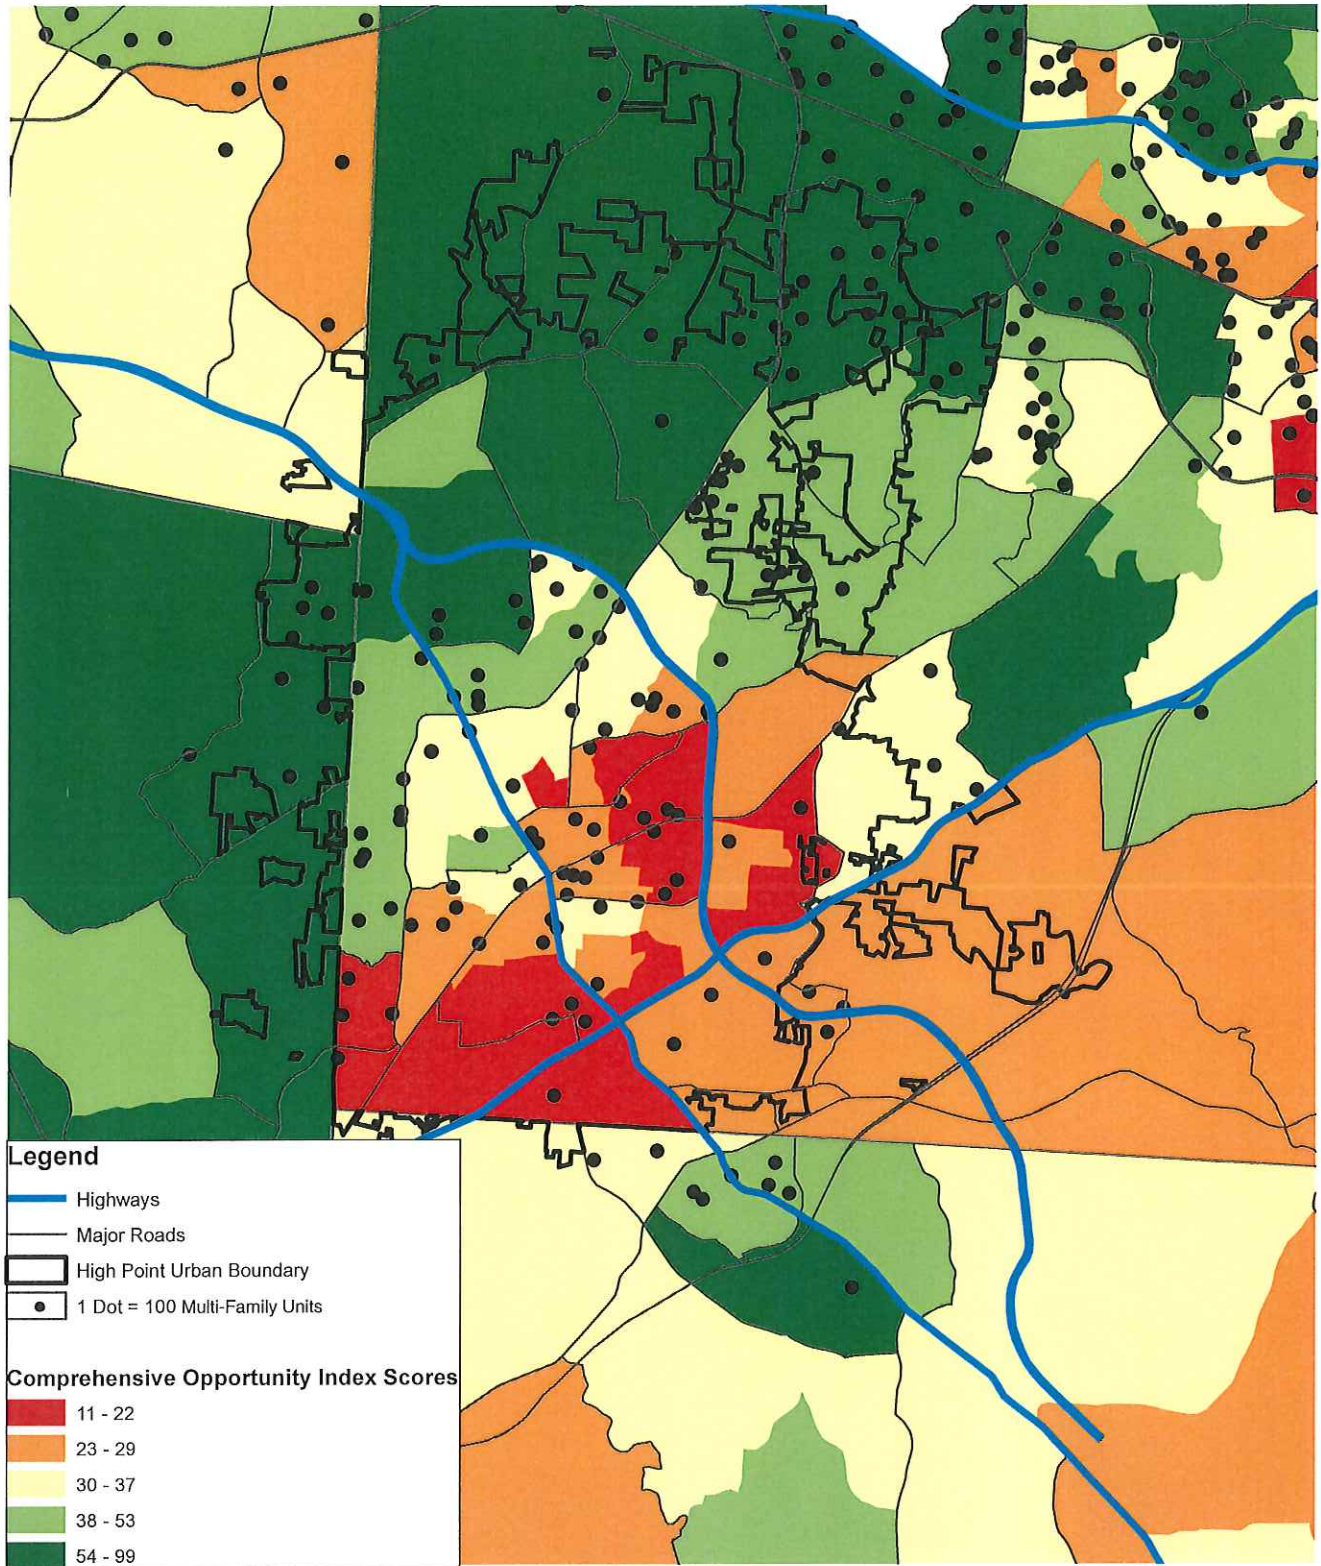 Legend
Highways
Major Roads
High Point Urban Boundary
1 Dot = 100 Multi-Family Units
Comprehensive Opportunity Index Scores
11 - 22
23 - 29
30 - 37
38 - 53
54 - 99